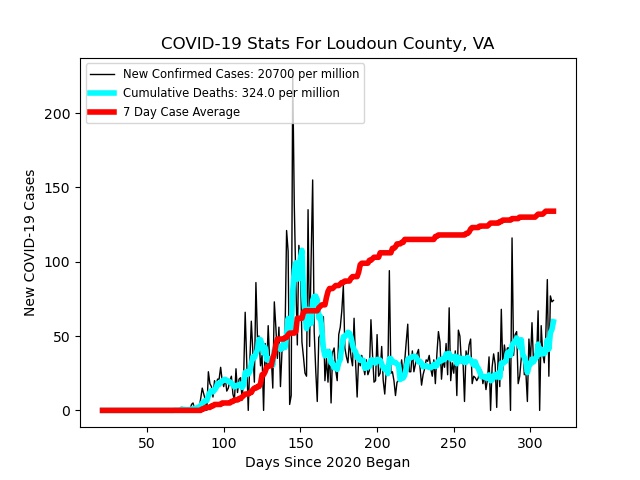 COVID-19 Stats For Loudoun County, VA
New Confirmed Cases: 20700 per million
Cumulative Deaths: 324.0 per million
7 Day Case Average
New COVID-19 Cases
200
150
100
50
0
50 100 150 200 250 300
Days Since 2020 Began